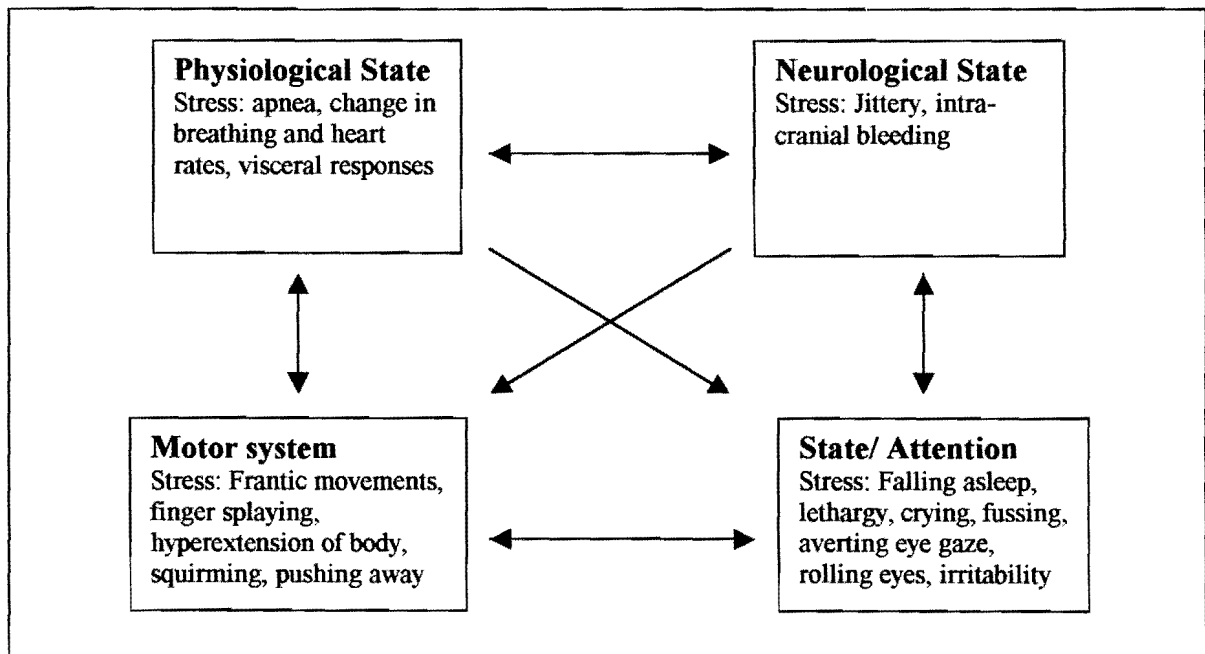 Physiological State
Stress: apnea, change in
breathing and heart
rates, visceral responses
Neurological State
Stress: Jittery, intra-
cranial bleeding
Motor system
Stress: Frantic movements,
finger splaying,
hyperextension of body,
squirming, pushing away
State/ Attention
Stress: Falling asleep,
lethargy, crying, fussing,
averting eye gaze,
rolling eyes, irritability